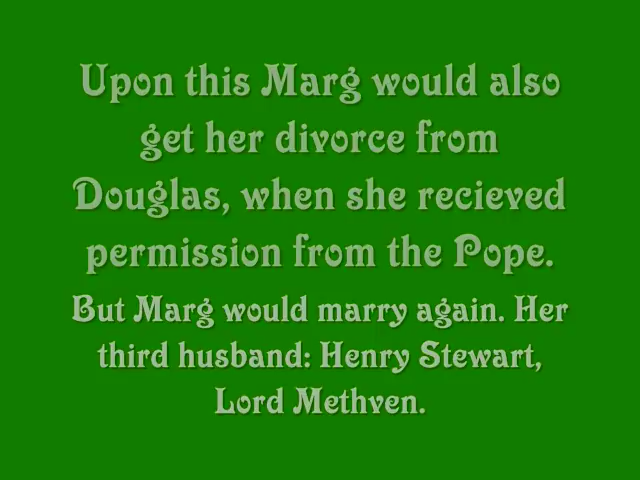 Upon this Marg would also
get her divorce from
Douglas, when she recieved
permission from the Pope.
But Marg would marry again. Her
third husband: Henry Stewart,
Lord Methven.